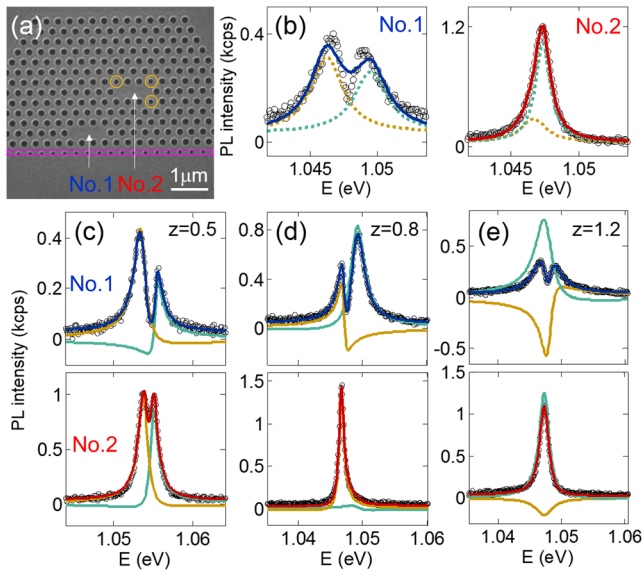 (a)
No.1 No.2
1μm
(b)
No.1
No.2
PL intensity (kcps)
0.4
0
1.045 1.05
E (eV)
1.2
0
1.045 1.05
E (eV)
(c) z=0.5
(d) z=0.8
(e) z=1.2
No.1
No.2
PL intensity (kcps)
0.4
0.2
0
0.8
0.4
0
0.5
0
-0.5
1
0.5
0
1.5
1
0.5
0
1
0.5
0
1.05 1.06
E (eV)
1.04 1.05 1.06
E (eV)
1.04 1.05 1.06
E (eV)